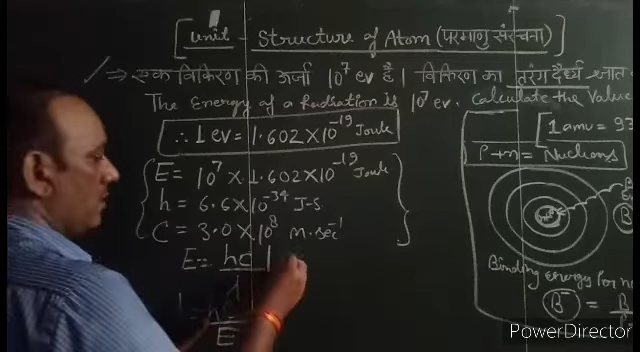 [Unit - Structure of Atom (परमाणु संरचना)]
⇒ एक विकिरण की ऊर्जा 10⁷ ev है। विकिरण का तरंग दैर्ध्य ज्ञात
The Energy of a Radiation is 10⁷ ev. Calculate the Value
∴ 1 ev = 1.602 X 10⁻¹⁹ Joule
[1 amu = 93
P+n = Nucleons
E = 10⁷ X 1.602 X 10⁻¹⁹ Joule
h = 6.6 X 10⁻³⁴ J-S
C = 3.0 X 10⁸ m.sec⁻¹
E = hc
λ
E
Binding energy Per n
B̄ = B
PowerDirector